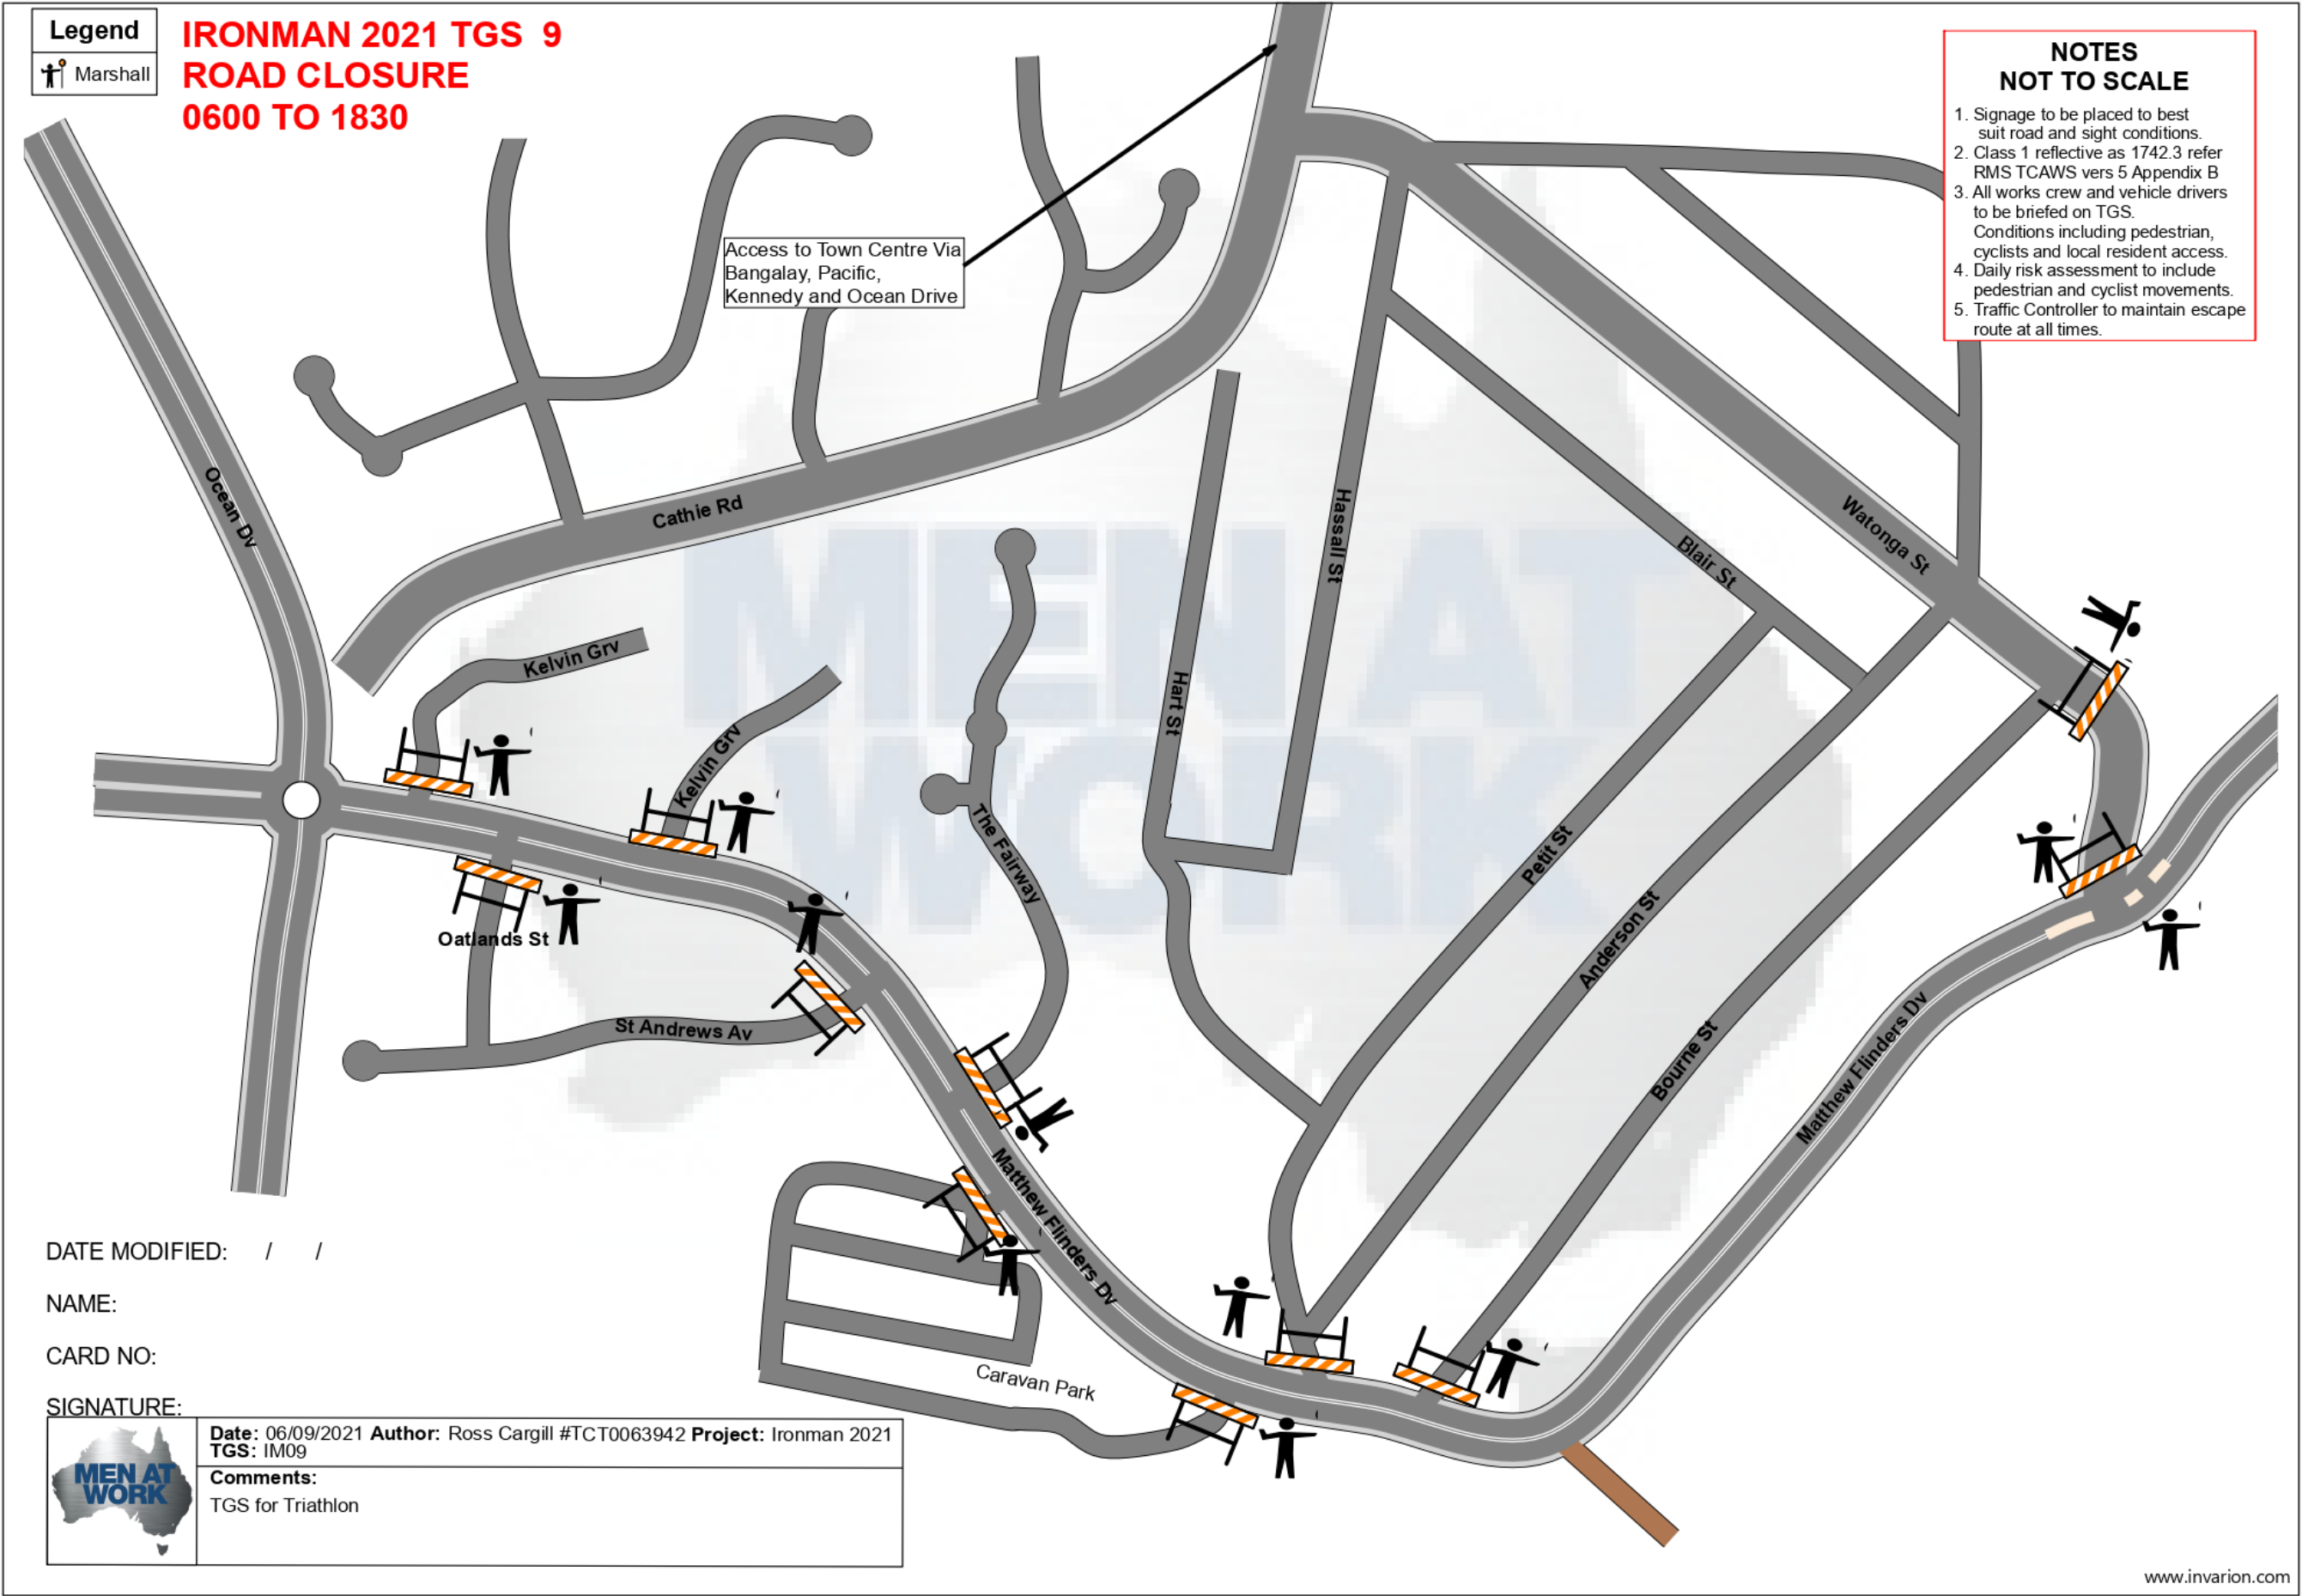 Legend
Marshall
IRONMAN 2021 TGS 9
ROAD CLOSURE
0600 TO 1830
NOTES
NOT TO SCALE
1. Signage to be placed to best
suit road and sight conditions.
2. Class 1 reflective as 1742.3 refer
RMS TCAWS vers 5 Appendix B
3. All works crew and vehicle drivers
to be briefed on TGS.
Conditions including pedestrian,
cyclists and local resident access.
4. Daily risk assessment to include
pedestrian and cyclist movements.
5. Traffic Controller to maintain escape
route at all times.
Access to Town Centre Via
Bangalay, Pacific,
Kennedy and Ocean Drive
Ocean Dv
Cathie Rd
Hassall St
Watonga St
Blair St
MEN AT
WORK
Kelvin Grv
Hart St
Kelvin Grv
The Fairway
Petit St
Oatlands St
Anderson St
St Andrews Av
Bourne St
Matthew Flinders Dv
Matthew Flinders Dv
Caravan Park
DATE MODIFIED: / /
NAME:
CARD NO:
SIGNATURE:
MEN AT
WORK
Date: 06/09/2021 Author: Ross Cargill #TCT0063942 Project: Ironman 2021
TGS: IM09
Comments:
TGS for Triathlon
www.invarion.com